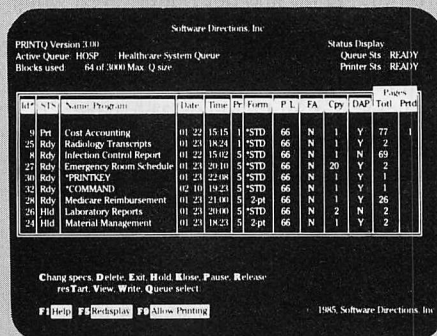 Software Directions, Inc
PRINTQ Version 3.00 Status Display
Active Queue: HOSP : Healthcare System Queue Queue Sts : READY
Blocks used: 64 of 3000 Max. Q size Printer Sts : READY
Pages
Id# STS Name/Program Date Time Pr Form P L FA Cpy DAP Totl Prtd
9 Prt Cost Accounting 01/22 15:15 1 *STD 66 N 1 Y 77 1
25 Rdy Radiology Transcripts 01/23 18:24 1 *STD 66 N 1 Y 2
8 Rdy Infection Control Report 01/22 15:02 5 *STD 66 N 1 N 69
27 Rdy Emergency Room Schedule 01/23 20:10 5 *STD 66 N 20 Y 2
30 Rdy *PRINTKEY 01/23 22:08 5 *STD 66 N 1 Y 1
32 Rdy *COMMAND 02/10 19:23 5 *STD 66 N 1 Y 1
28 Rdy Medicare Reimbursement 01/23 21:00 5 2-pt 66 N 1 Y 26
26 Hld Laboratory Reports 01/23 20:00 5 *STD 66 N 2 N 2
24 Hld Material Management 01/23 18:23 5 2-pt 66 N 1 Y 2
Chang specs, Delete, Exit, Hold, Klose, Pause, Release
resTart, View, Write, Queue select:
F1 Help F5 Redisplay F9 Allow Printing 1985, Software Directions, Inc